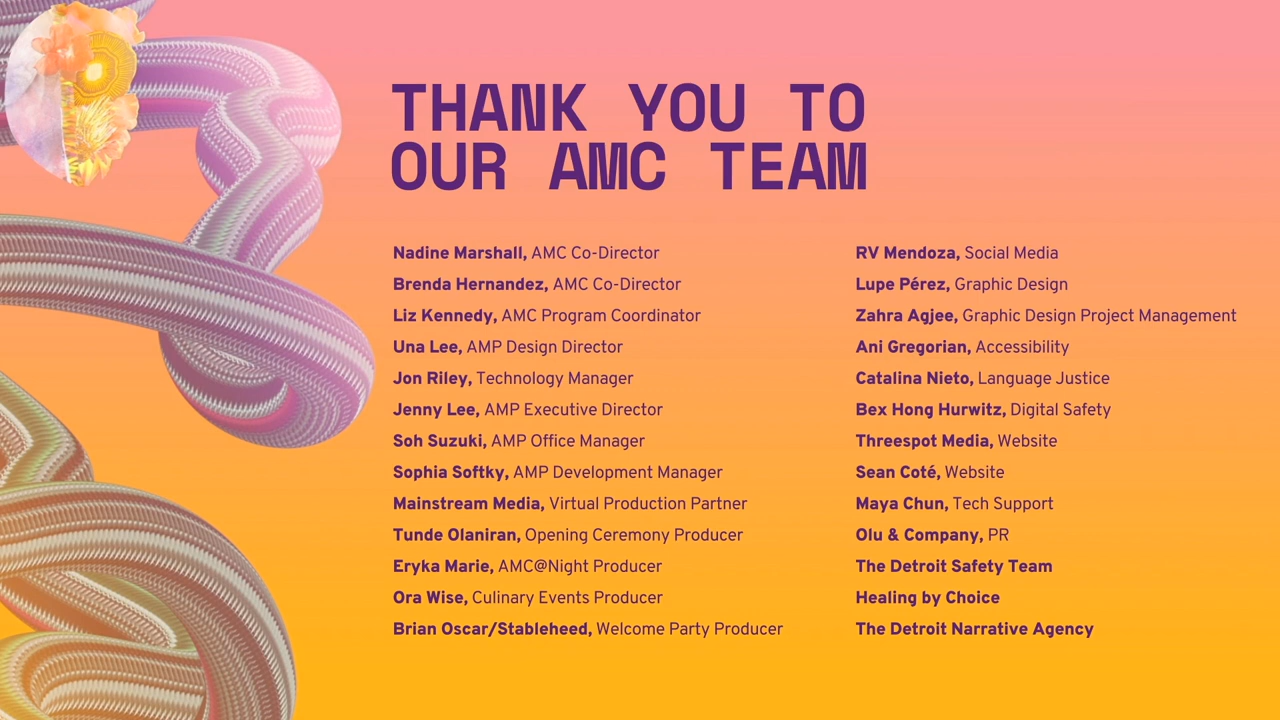 THANK YOU TO
OUR AMC TEAM
Nadine Marshall, AMC Co-Director
Brenda Hernandez, AMC Co-Director
Liz Kennedy, AMC Program Coordinator
Una Lee, AMP Design Director
Jon Riley, Technology Manager
Jenny Lee, AMP Executive Director
Soh Suzuki, AMP Office Manager
Sophia Softky, AMP Development Manager
Mainstream Media, Virtual Production Partner
Tunde Olaniran, Opening Ceremony Producer
Eryka Marie, AMC@Night Producer
Ora Wise, Culinary Events Producer
Brian Oscar/Stableheed, Welcome Party Producer
RV Mendoza, Social Media
Lupe Pérez, Graphic Design
Zahra Agjee, Graphic Design Project Management
Ani Gregorian, Accessibility
Catalina Nieto, Language Justice
Bex Hong Hurwitz, Digital Safety
Threespot Media, Website
Sean Coté, Website
Maya Chun, Tech Support
Olu & Company, PR
The Detroit Safety Team
Healing by Choice
The Detroit Narrative Agency